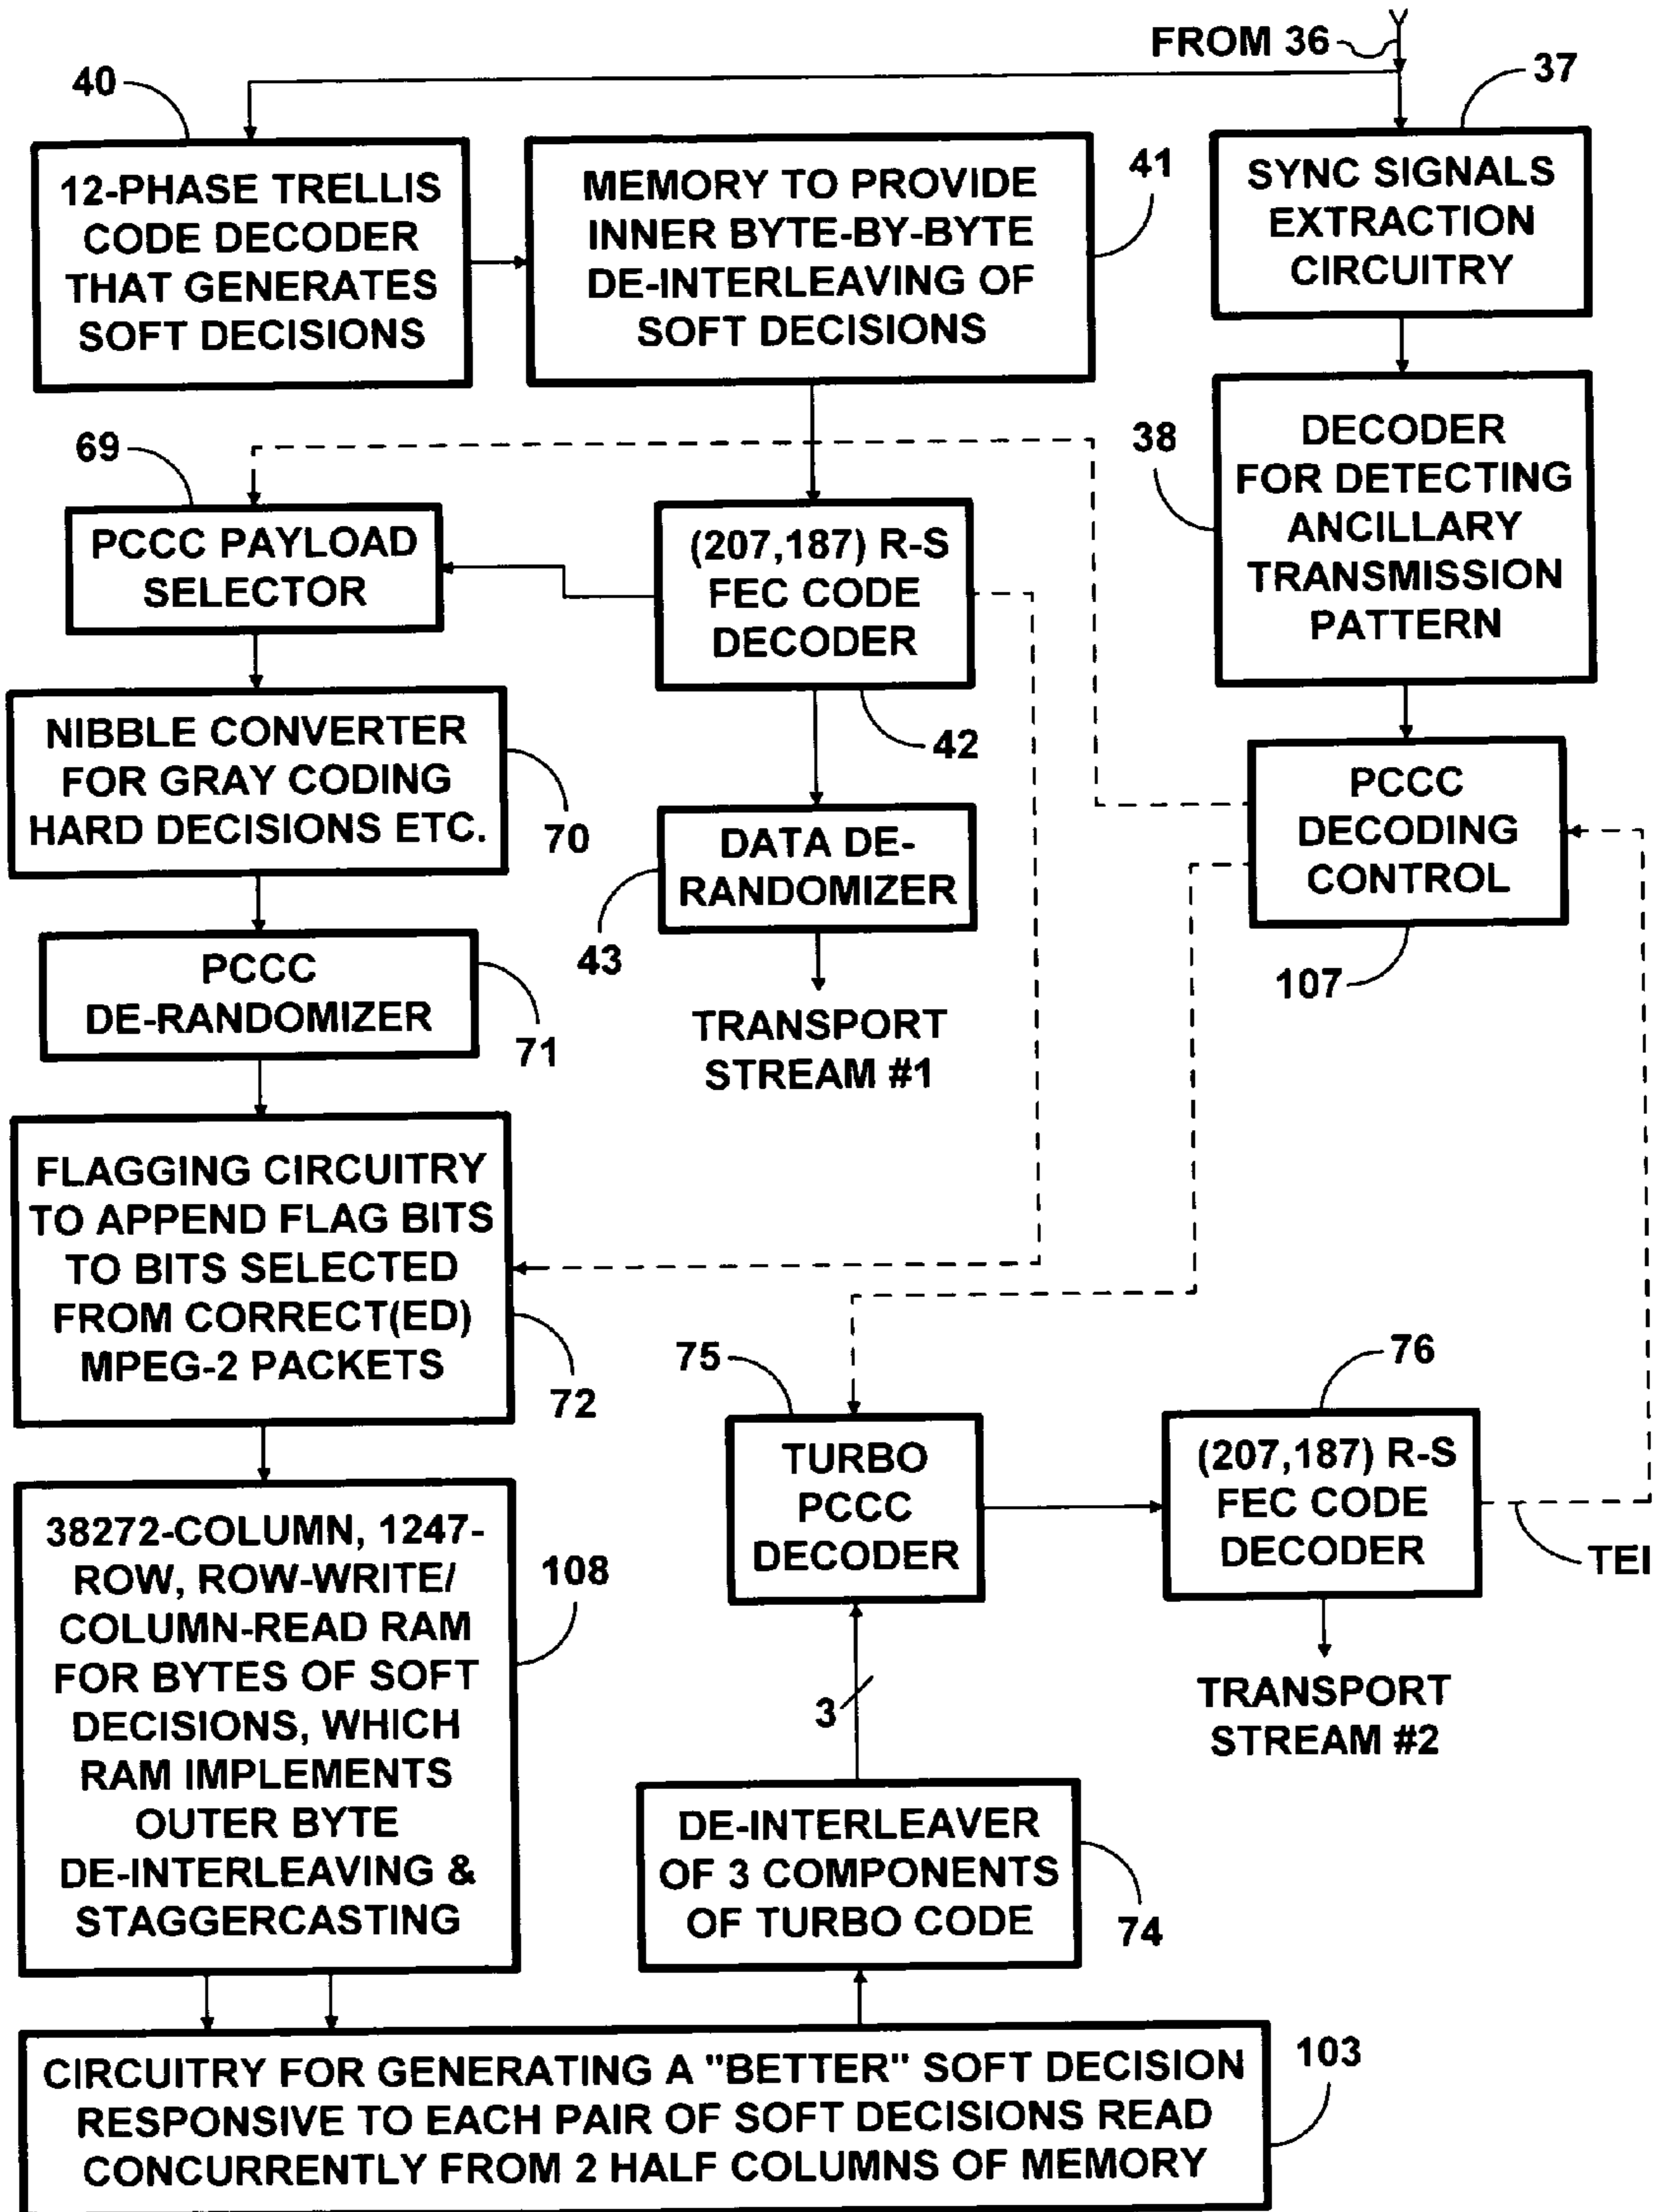 FROM 36
40
37
12-PHASE TRELLIS
CODE DECODER
THAT GENERATES
SOFT DECISIONS
MEMORY TO PROVIDE
INNER BYTE-BY-BYTE
DE-INTERLEAVING OF
SOFT DECISIONS
41
SYNC SIGNALS
EXTRACTION
CIRCUITRY
69
38
DECODER
FOR DETECTING
ANCILLARY
TRANSMISSION
PATTERN
PCCC PAYLOAD
SELECTOR
(207,187) R-S
FEC CODE
DECODER
42
NIBBLE CONVERTER
FOR GRAY CODING
HARD DECISIONS ETC.
70
DATA DE-
RANDOMIZER
43
PCCC
DECODING
CONTROL
107
PCCC
DE-RANDOMIZER
71
TRANSPORT
STREAM #1
FLAGGING CIRCUITRY
TO APPEND FLAG BITS
TO BITS SELECTED
FROM CORRECT(ED)
MPEG-2 PACKETS
72
75
76
TURBO
PCCC
DECODER
(207,187) R-S
FEC CODE
DECODER
TEI
38272-COLUMN, 1247-
ROW, ROW-WRITE/
COLUMN-READ RAM
FOR BYTES OF SOFT
DECISIONS, WHICH
RAM IMPLEMENTS
OUTER BYTE
DE-INTERLEAVING &
STAGGERCASTING
108
3
TRANSPORT
STREAM #2
DE-INTERLEAVER
OF 3 COMPONENTS
OF TURBO CODE
74
CIRCUITRY FOR GENERATING A "BETTER" SOFT DECISION
RESPONSIVE TO EACH PAIR OF SOFT DECISIONS READ
CONCURRENTLY FROM 2 HALF COLUMNS OF MEMORY
103